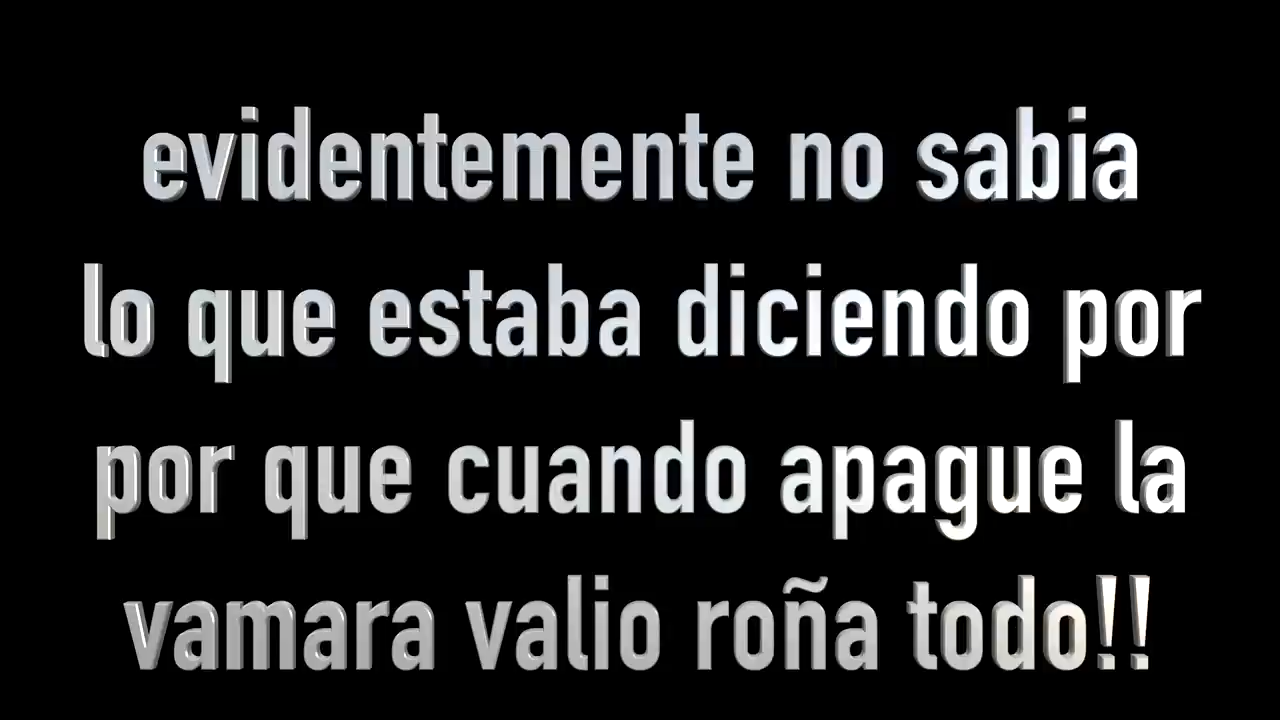 evidentemente no sabia
lo que estaba diciendo por
por que cuando apague la
vamara valio roña todo!!